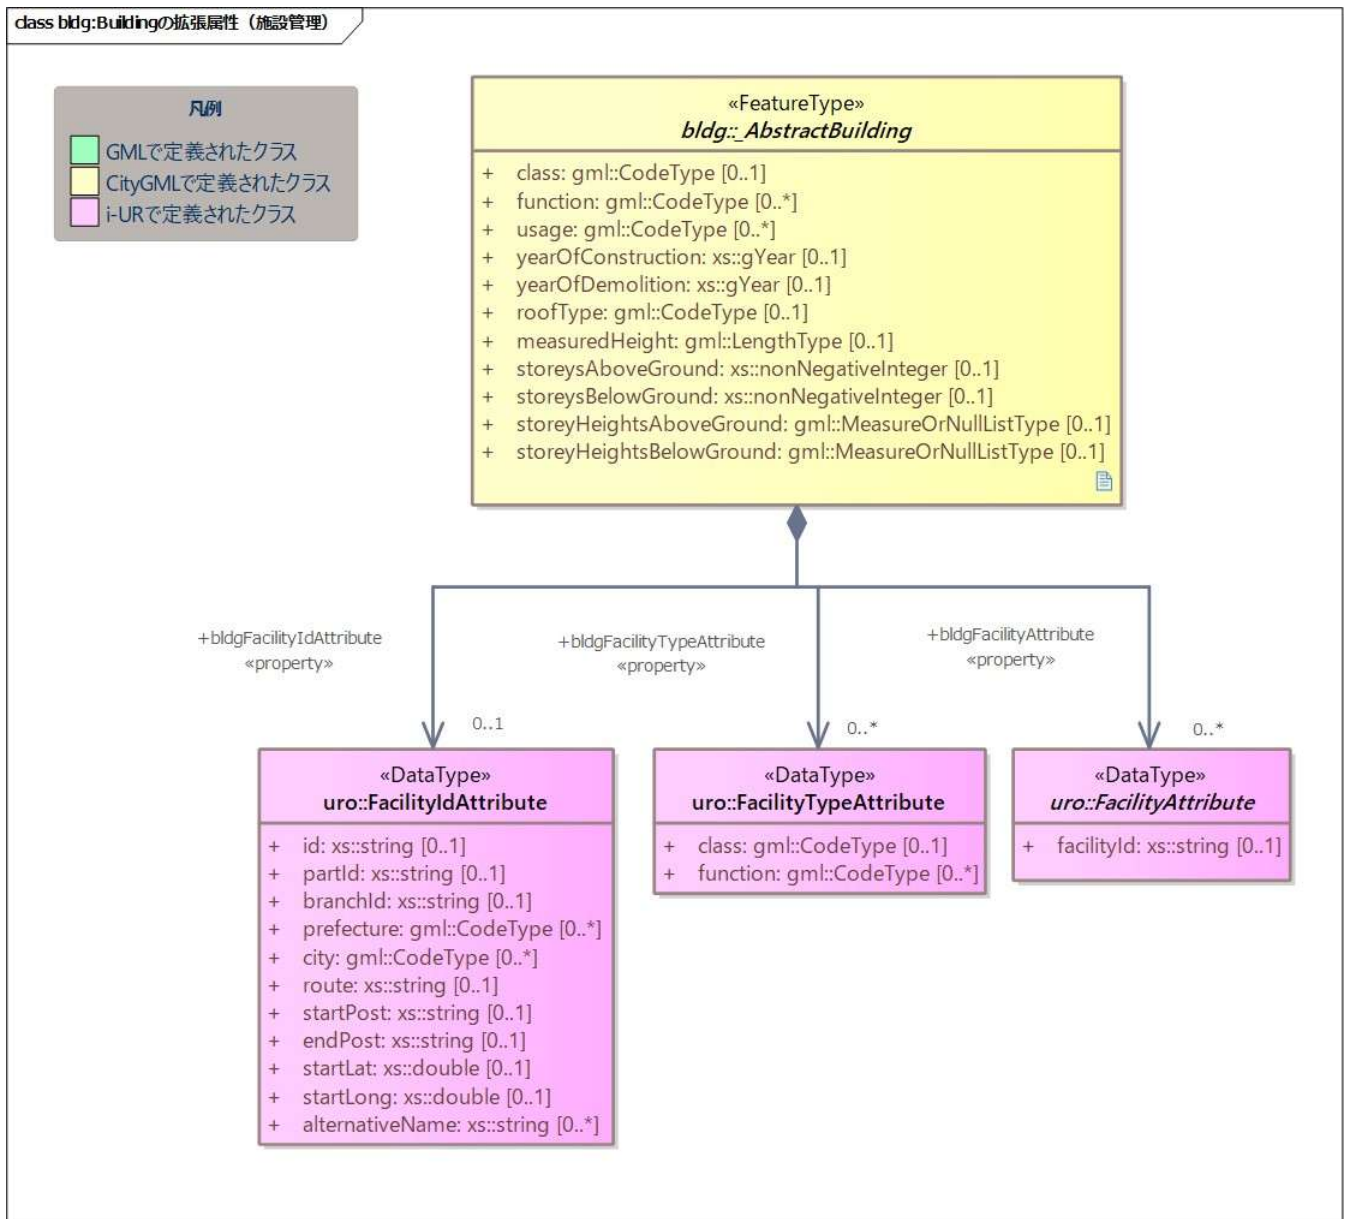 class bldg:Buildingの拡張属性（施設管理）
凡例
GMLで定義されたクラス
CityGMLで定義されたクラス
i-URで定義されたクラス
«FeatureType»
bldg::_AbstractBuilding
+ class: gml::CodeType [0..1]
+ function: gml::CodeType [0..*]
+ usage: gml::CodeType [0..*]
+ yearOfConstruction: xs::gYear [0..1]
+ yearOfDemolition: xs::gYear [0..1]
+ roofType: gml::CodeType [0..1]
+ measuredHeight: gml::LengthType [0..1]
+ storeysAboveGround: xs::nonNegativeInteger [0..1]
+ storeysBelowGround: xs::nonNegativeInteger [0..1]
+ storeyHeightsAboveGround: gml::MeasureOrNullListType [0..1]
+ storeyHeightsBelowGround: gml::MeasureOrNullListType [0..1]
+bldgFacilityIdAttribute
«property»
0..1
+bldgFacilityTypeAttribute
«property»
0..*
+bldgFacilityAttribute
«property»
0..*
«DataType»
uro::FacilityIdAttribute
+ id: xs::string [0..1]
+ partId: xs::string [0..1]
+ branchId: xs::string [0..1]
+ prefecture: gml::CodeType [0..*]
+ city: gml::CodeType [0..*]
+ route: xs::string [0..1]
+ startPost: xs::string [0..1]
+ endPost: xs::string [0..1]
+ startLat: xs::double [0..1]
+ startLong: xs::double [0..1]
+ alternativeName: xs::string [0..*]
«DataType»
uro::FacilityTypeAttribute
+ class: gml::CodeType [0..1]
+ function: gml::CodeType [0..*]
«DataType»
uro::FacilityAttribute
+ facilityId: xs::string [0..1]